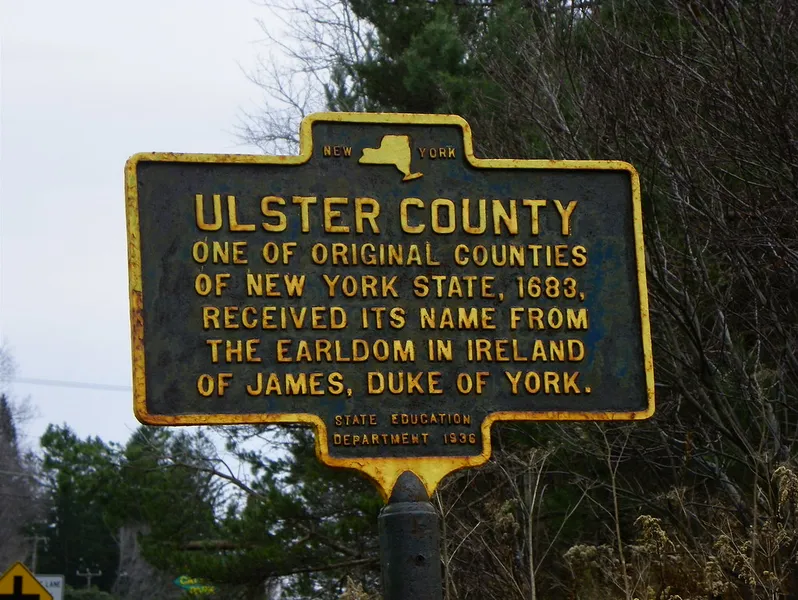 NEW YORK
ULSTER COUNTY
ONE OF ORIGINAL COUNTIES
OF NEW YORK STATE, 1683,
RECEIVED ITS NAME FROM
THE EARLDOM IN IRELAND
OF JAMES, DUKE OF YORK.
STATE EDUCATION
DEPARTMENT 1936
LANE